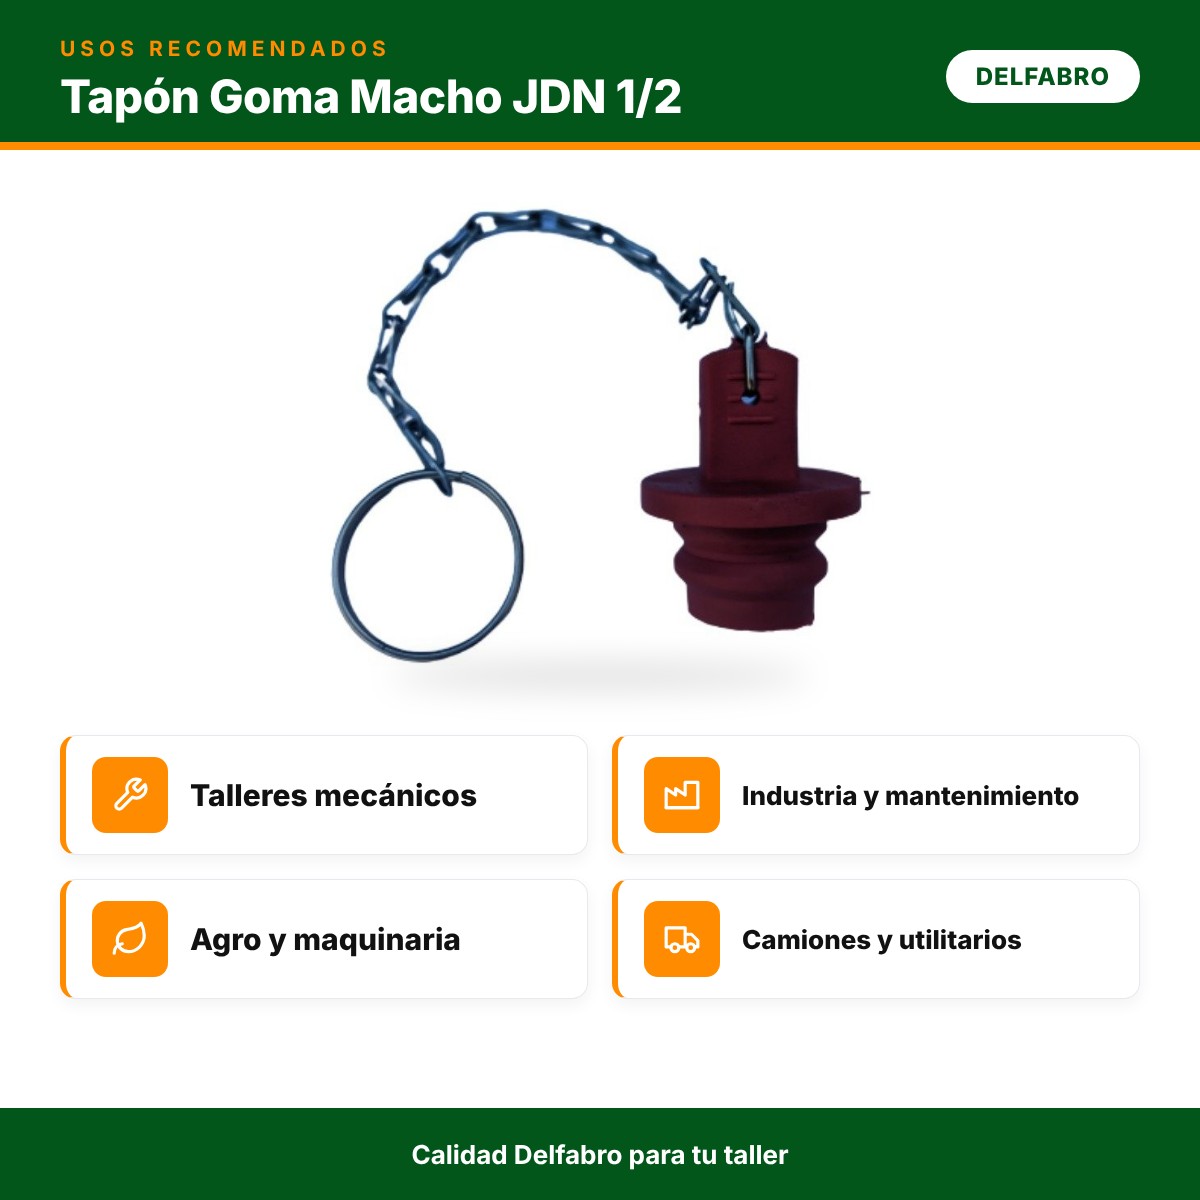 USOS RECOMENDADOS
Tapón Goma Macho JDN 1/2
DELFABRO
Talleres mecánicos
Industria y mantenimiento
Agro y maquinaria
Camiones y utilitarios
Calidad Delfabro para tu taller